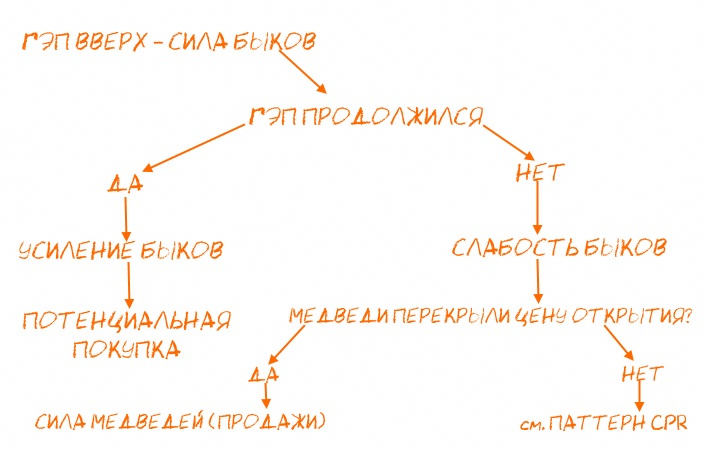 ГЭП ВВЕРХ - СИЛА БЫКОВ
ГЭП ПРОДОЛЖИЛСЯ
ДА
НЕТ
УСИЛЕНИЕ БЫКОВ
СЛАБОСТЬ БЫКОВ
ПОТЕНЦИАЛЬНАЯ
ПОКУПКА
МЕДВЕДИ ПЕРЕКРЫЛИ ЦЕНУ ОТКРЫТИЯ?
ДА
НЕТ
СИЛА МЕДВЕДЕЙ (ПРОДАЖИ)
см. ПАТТЕРН CPR